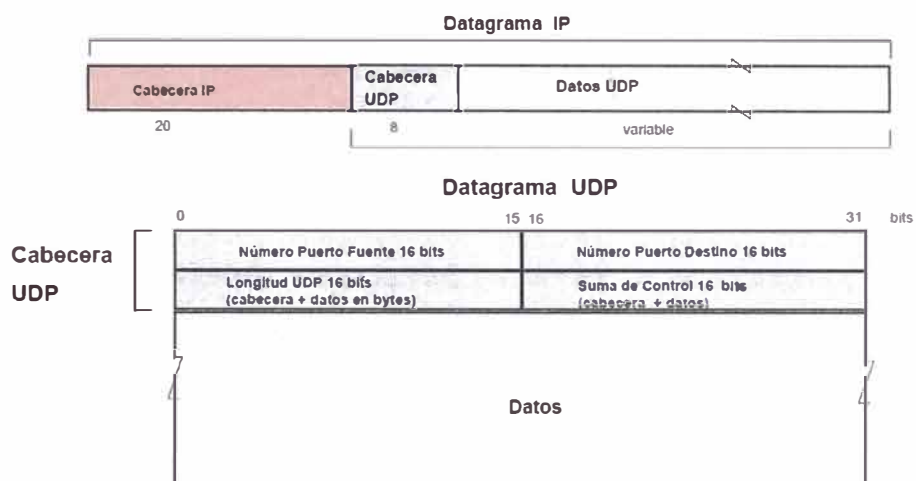 Datagrama IP
Cabecera IP
Cabecera
UDP
Datos UDP
20
8
variable
Datagrama UDP
0
15 16
31
bits
Cabecera
UDP
Número Puerto Fuente 16 bits
Número Puerto Destino 16 bits
Longitud UDP 16 bits
(cabecera + datos en bytes)
Suma de Control 16 bits
(cabecera + datos)
Datos